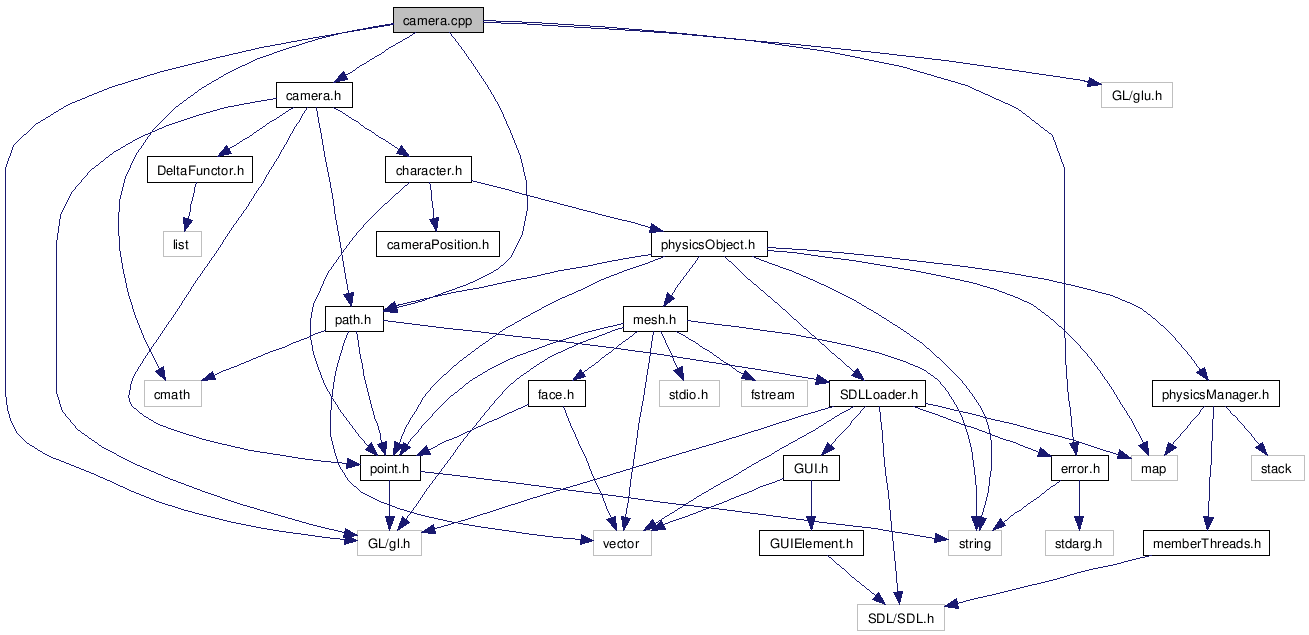 camera.cpp
camera.h
GL/glu.h
DeltaFunctor.h
character.h
list
cameraPosition.h
physicsObject.h
path.h
mesh.h
cmath
face.h
stdio.h
fstream
SDLLoader.h
physicsManager.h
point.h
GUI.h
error.h
map
stack
GL/gl.h
vector
GUIElement.h
string
stdarg.h
memberThreads.h
SDL/SDL.h